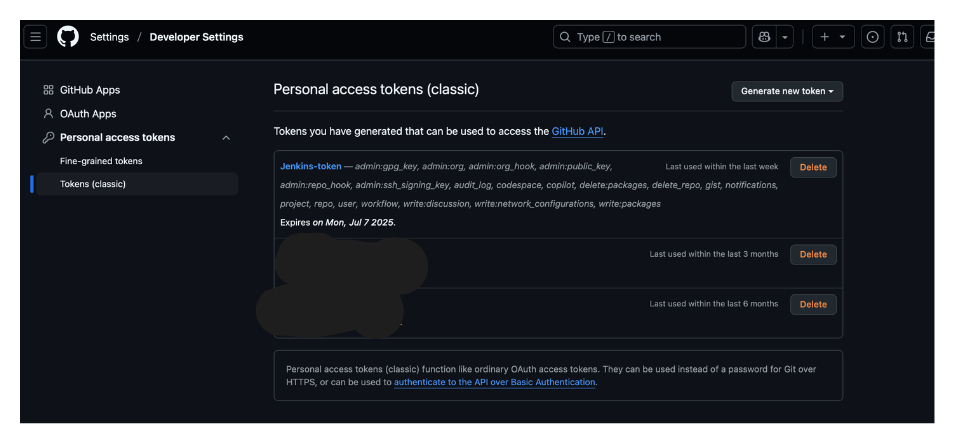 Settings / Developer Settings
Type / to search
GitHub Apps
OAuth Apps
Personal access tokens
Fine-grained tokens
Tokens (classic)
Personal access tokens (classic)
Generate new token
Tokens you have generated that can be used to access the GitHub API.
Jenkins-token — admin:gpg_key, admin:org, admin:org_hook, admin:public_key,
Last used within the last week
Delete
admin:repo_hook, admin:ssh_signing_key, audit_log, codespace, copilot, delete:packages, delete_repo, gist, notifications,
project, repo, user, workflow, write:discussion, write:network_configurations, write:packages
Expires on Mon, Jul 7 2025.
Last used within the last 3 months
Delete
Last used within the last 6 months
Delete
Personal access tokens (classic) function like ordinary OAuth access tokens. They can be used instead of a password for Git over
HTTPS, or can be used to authenticate to the API over Basic Authentication.